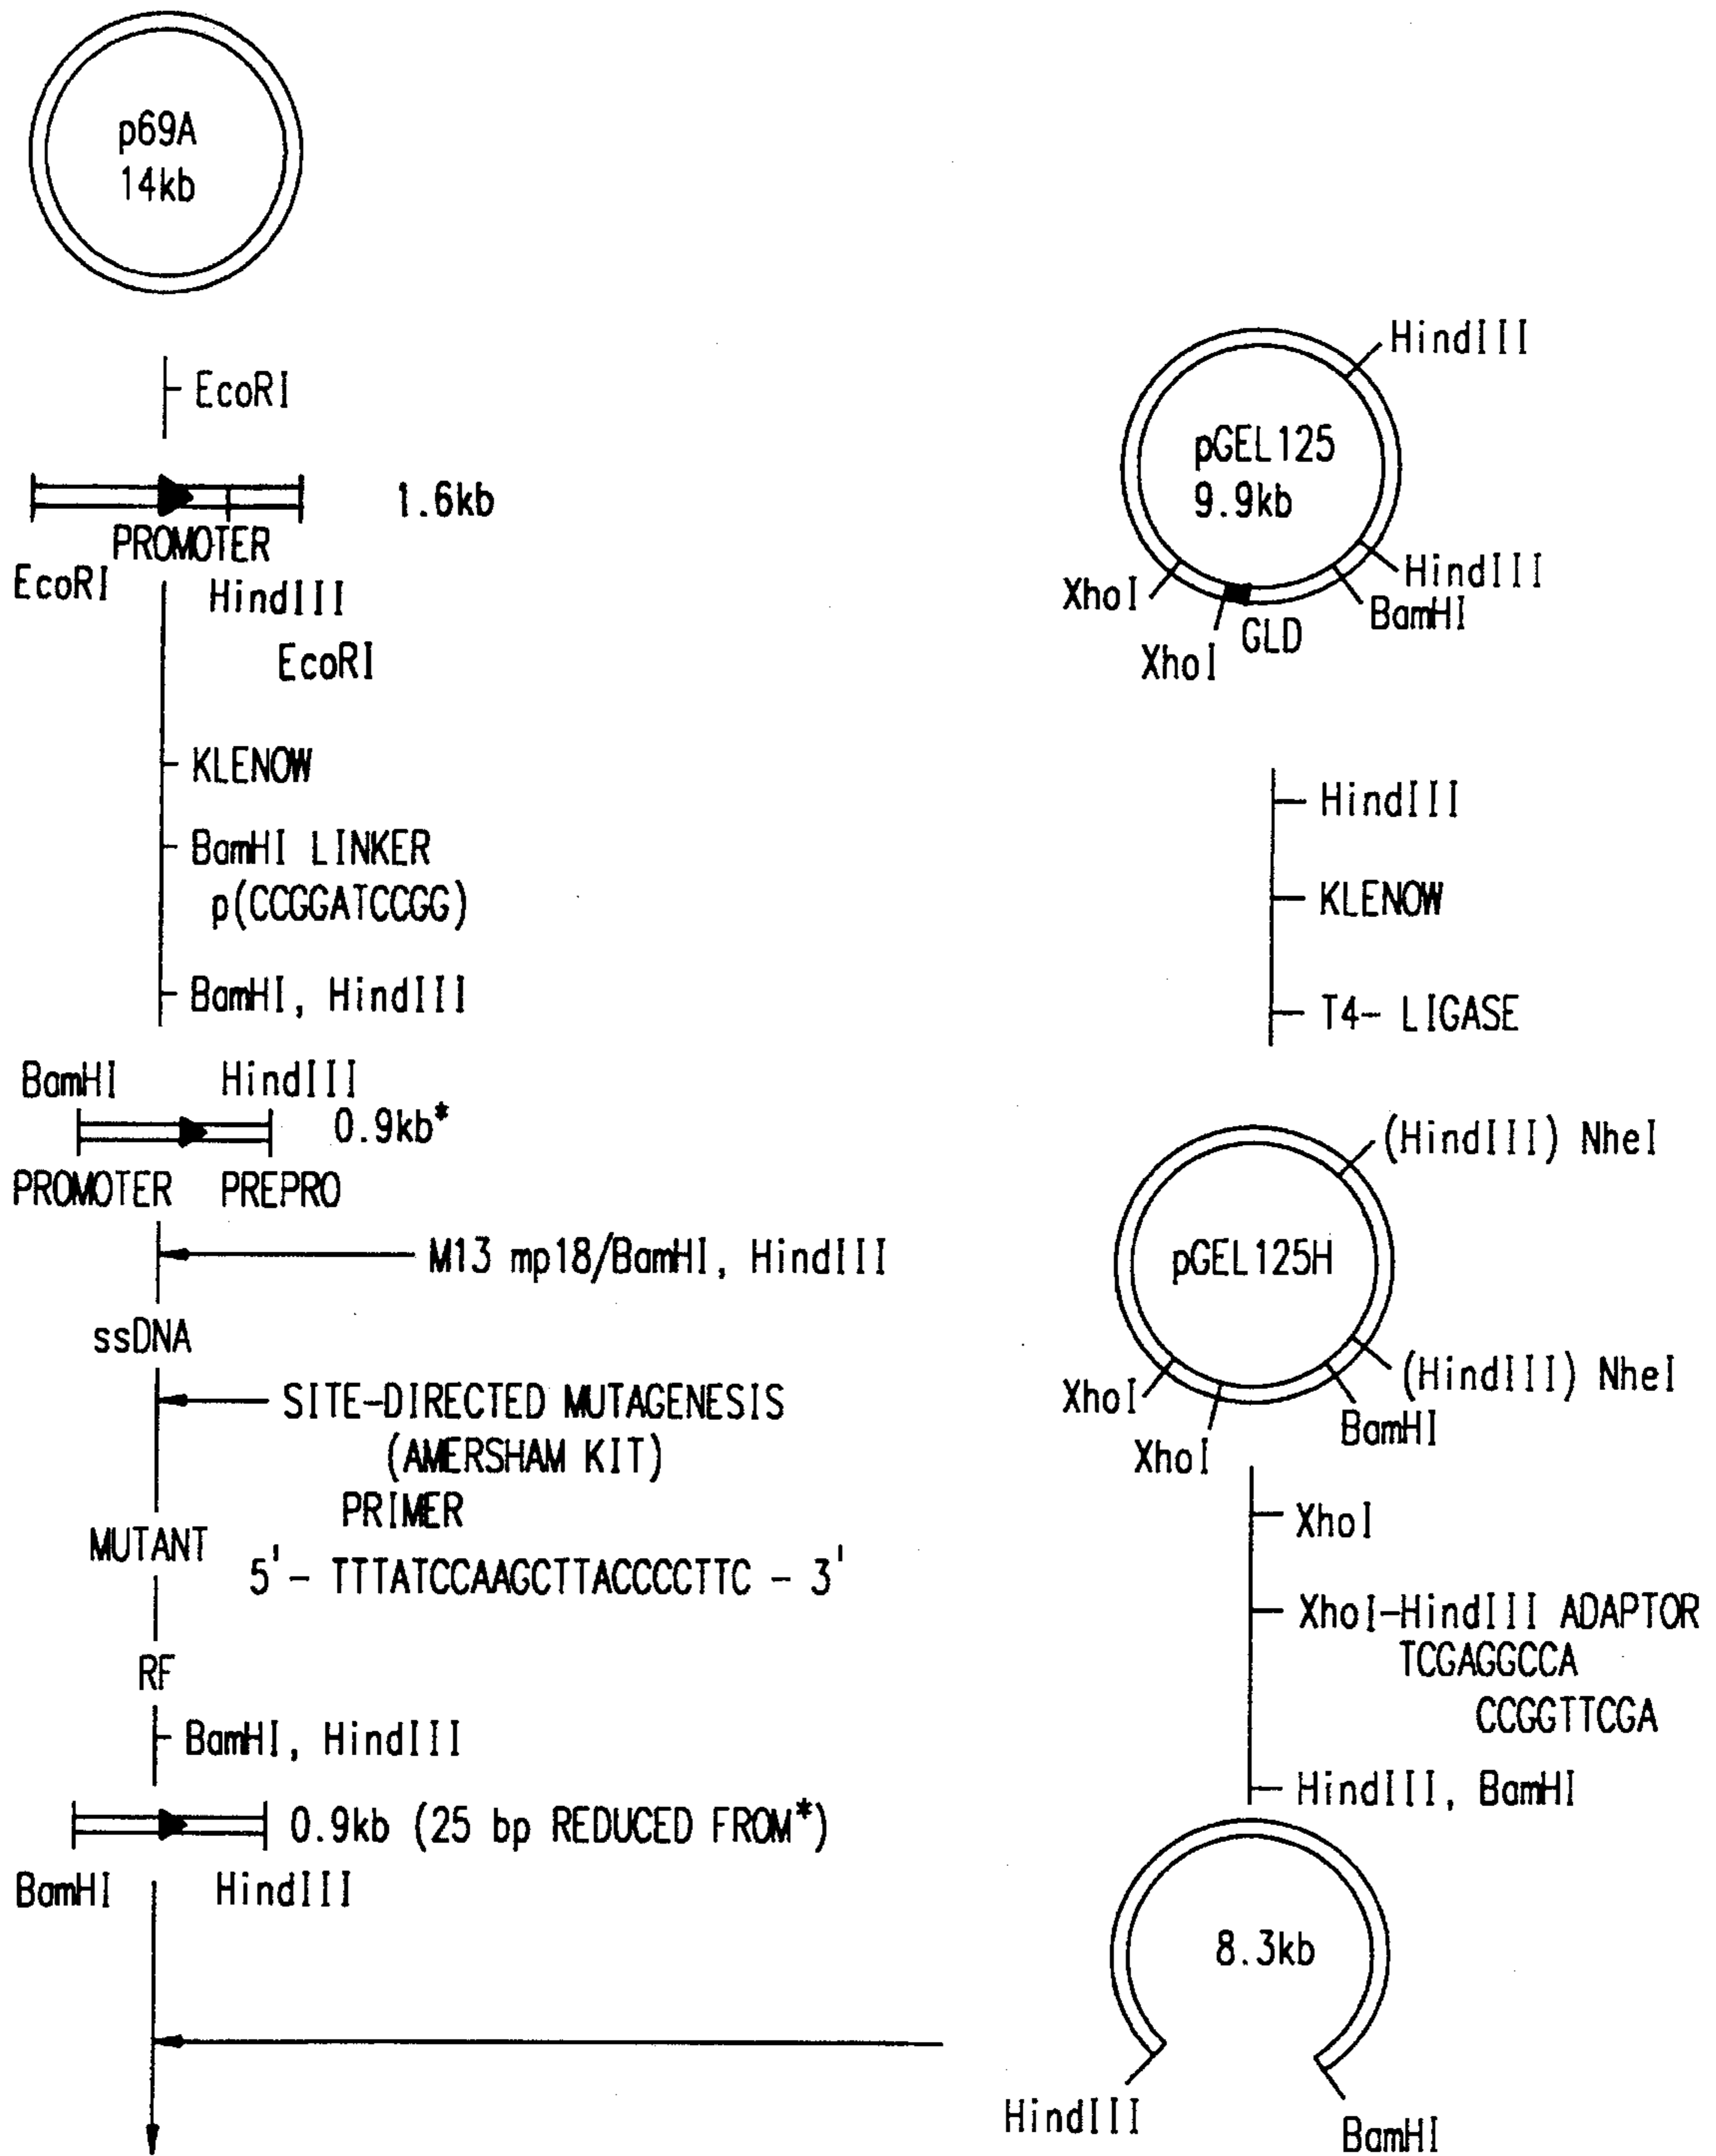 p69A
14kb
EcoRI
1.6kb
PROMOTER
EcoRI
HindIII
EcoRI
KLENOW
BamHI LINKER
p(CCGGATCCGG)
BamHI, HindIII
BamHI HindIII
0.9kb*
PROMOTER PREPRO
M13 mp18/BamHI, HindIII
ssDNA
SITE-DIRECTED MUTAGENESIS
(AMERSHAM KIT)
PRIMER
MUTANT
5' - TTTATCCAAGCTTACCCCTTC - 3'
RF
BamHI, HindIII
0.9kb (25 bp REDUCED FROM*)
BamHI HindIII
HindIII
pGEL125
9.9kb
HindIII
XhoI
BamHI
GLD
XhoI
HindIII
KLENOW
T4- LIGASE
(HindIII) NheI
pGEL125H
(HindIII) NheI
XhoI
BamHI
XhoI
XhoI
XhoI-HindIII ADAPTOR
TCGAGGCCA
CCGGTTCGA
HindIII, BamHI
8.3kb
HindIII
BamHI